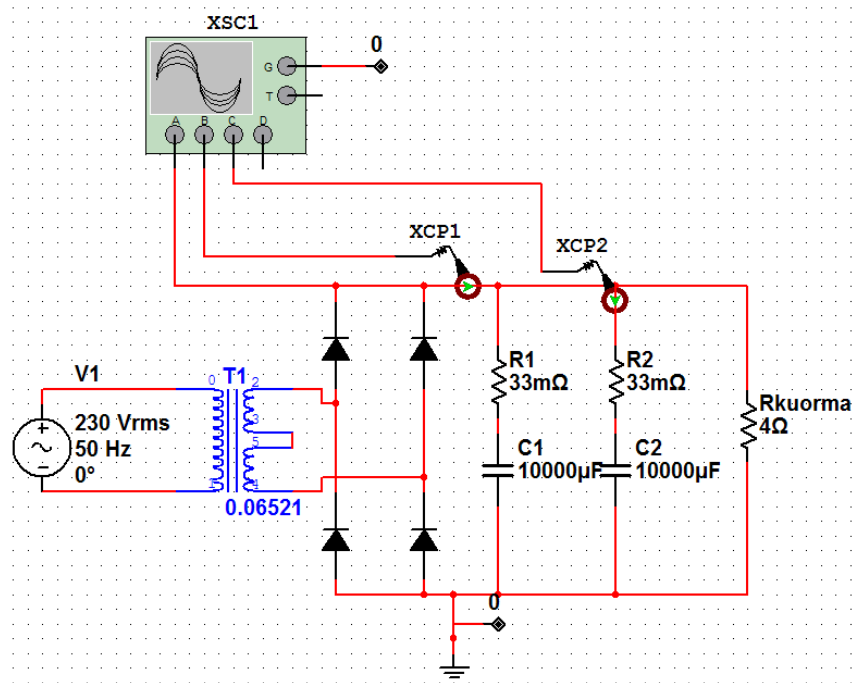 XSC1
0
G
T
A B C D
XCP1
XCP2
V1
230 Vrms
50 Hz
0°
0 T1 2
3
5
1 4
0.06521
R1
33mΩ
R2
33mΩ
Rkuorma
4Ω
C1
10000µF
C2
10000µF
0